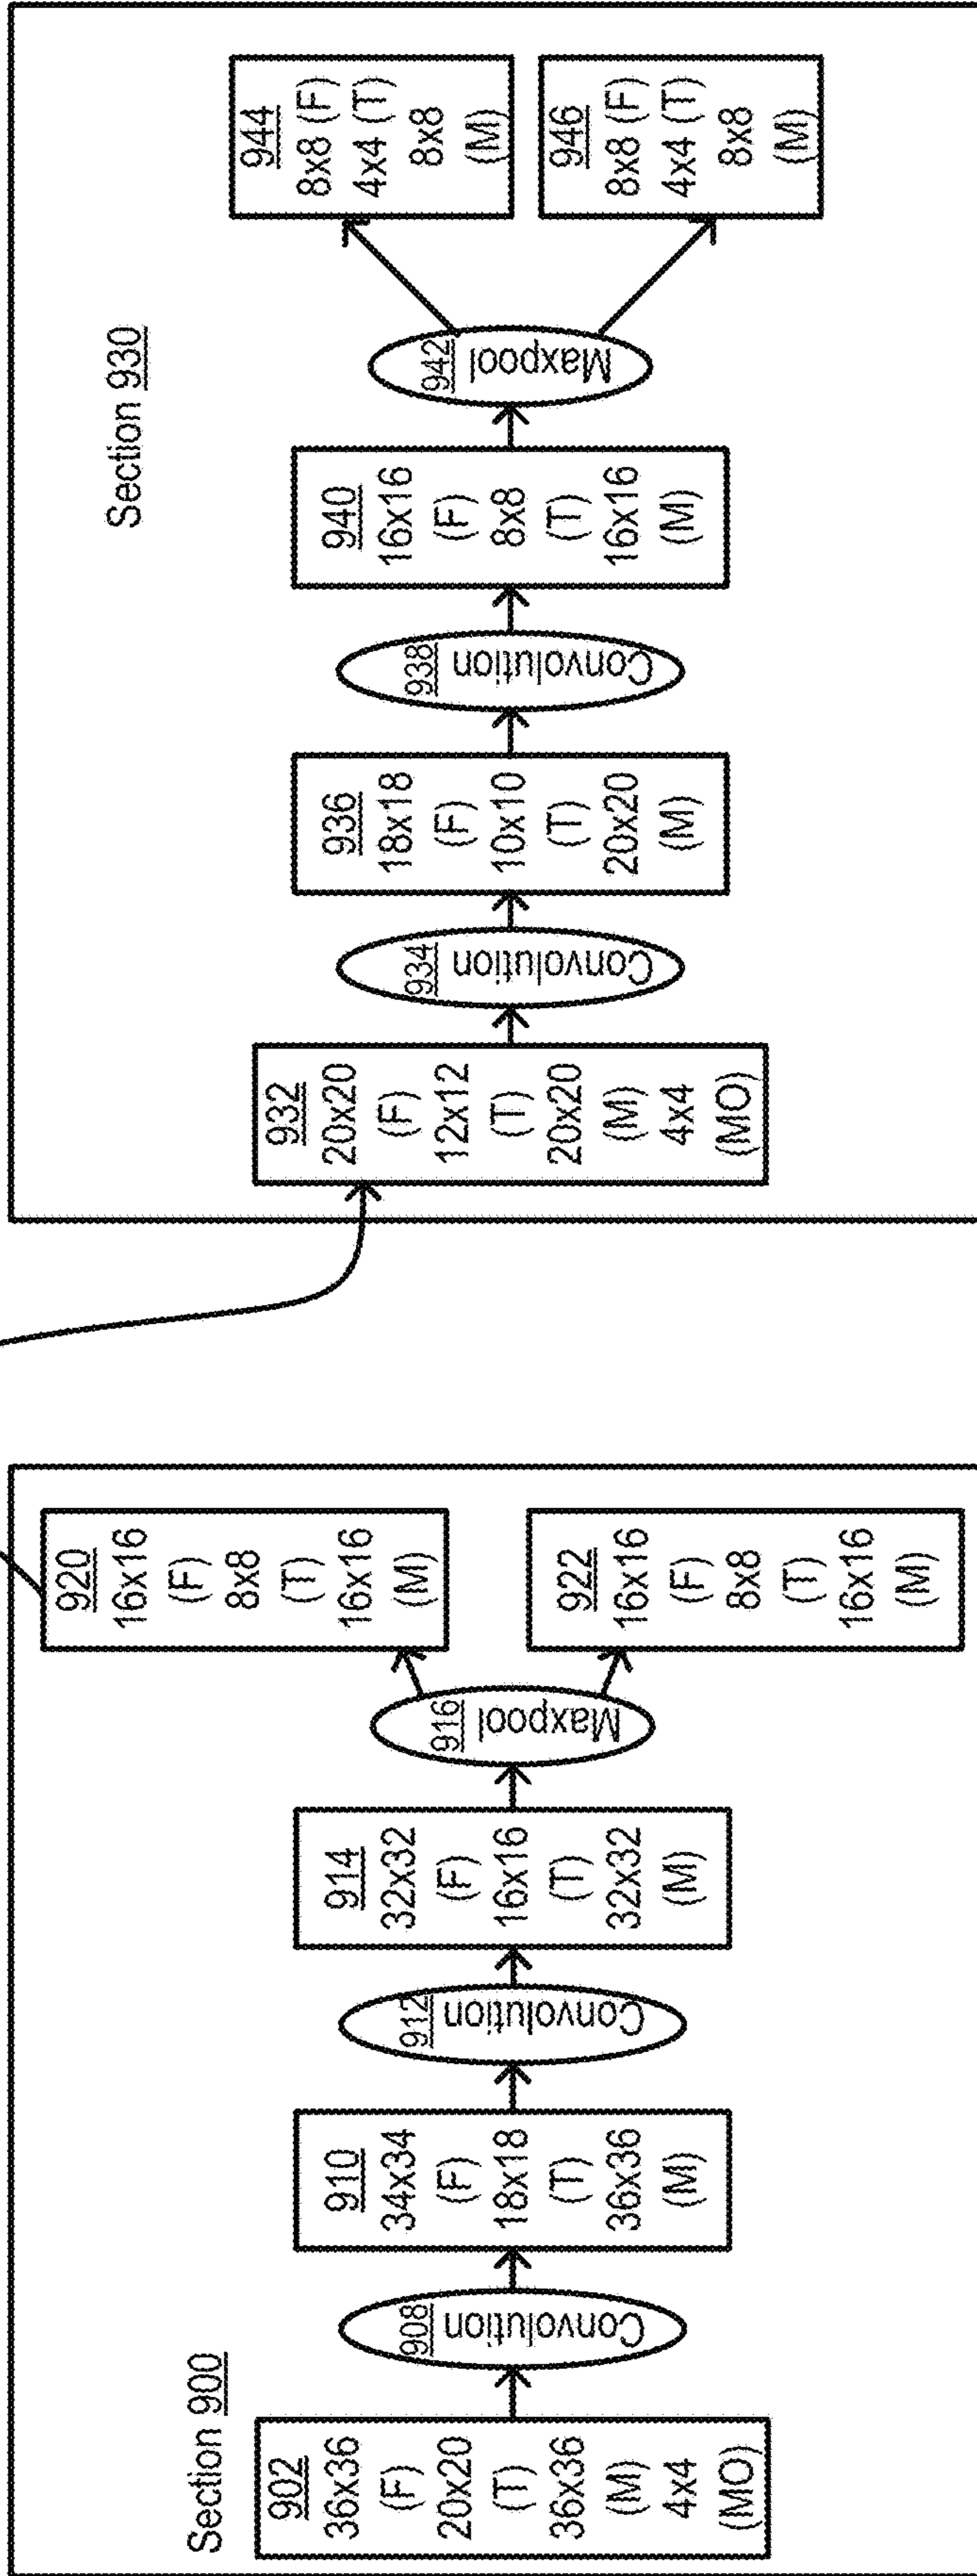 Section 900
902
36x36
(F)
20x20
(T)
36x36
(M)
4x4
(MO)
908
Convolution
910
34x34
(F)
18x18
(T)
36x36
(M)
912
Convolution
914
32x32
(F)
16x16
(T)
32x32
(M)
916
Maxpool
920
16x16
(F)
8x8
(T)
16x16
(M)
922
16x16
(F)
8x8
(T)
16x16
(M)
Section 930
932
20x20
(F)
12x12
(T)
20x20
(M)
4x4
(MO)
934
Convolution
936
18x18
(F)
10x10
(T)
20x20
(M)
938
Convolution
940
16x16
(F)
8x8
(T)
16x16
(M)
942
Maxpool
944
8x8 (F)
4x4 (T)
8x8
(M)
946
8x8 (F)
4x4 (T)
8x8
(M)